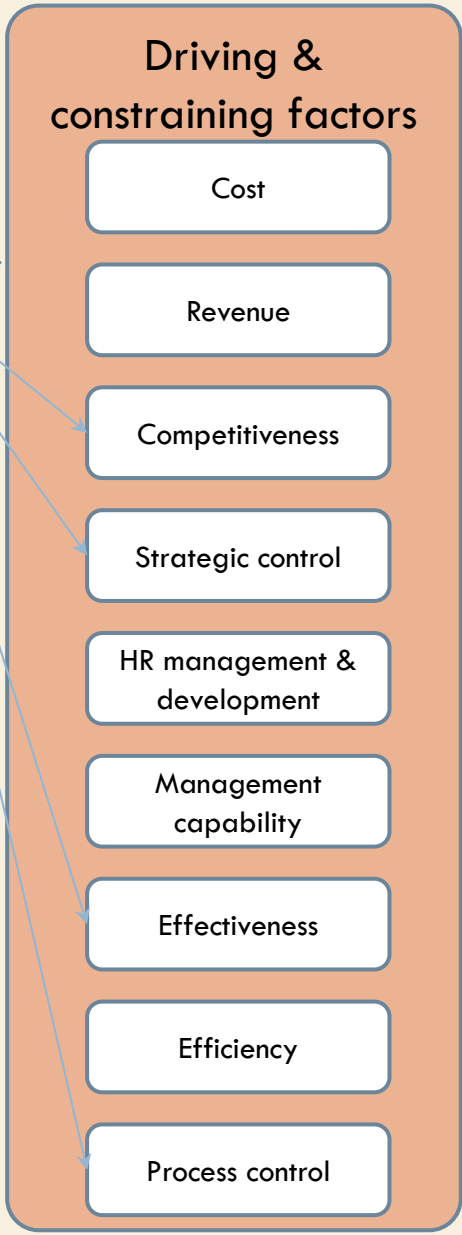 Driving &
constraining factors
Cost
Revenue
Competitiveness
Strategic control
HR management &
development
Management
capability
Effectiveness
Efficiency
Process control